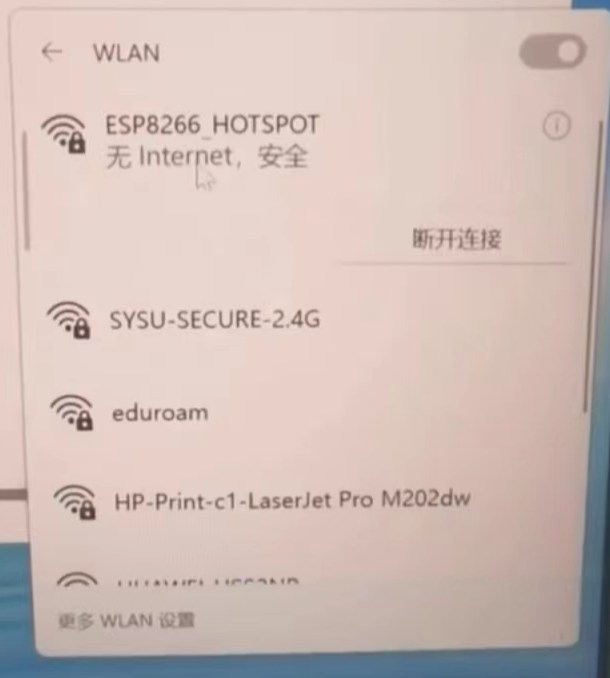 WLAN
ESP8266_HOTSPOT
无 Internet，安全
断开连接
SYSU-SECURE-2.4G
eduroam
HP-Print-c1-LaserJet Pro M202dw
更多 WLAN 设置